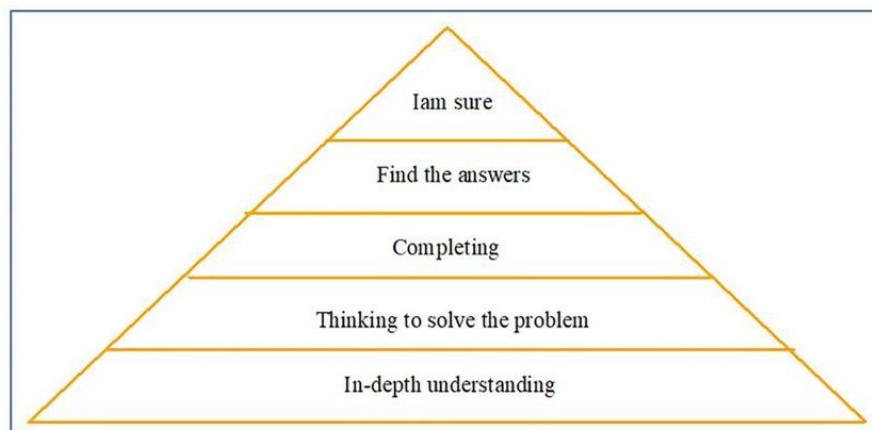 Iam sure
Find the answers
Completing
Thinking to solve the problem
In-depth understanding